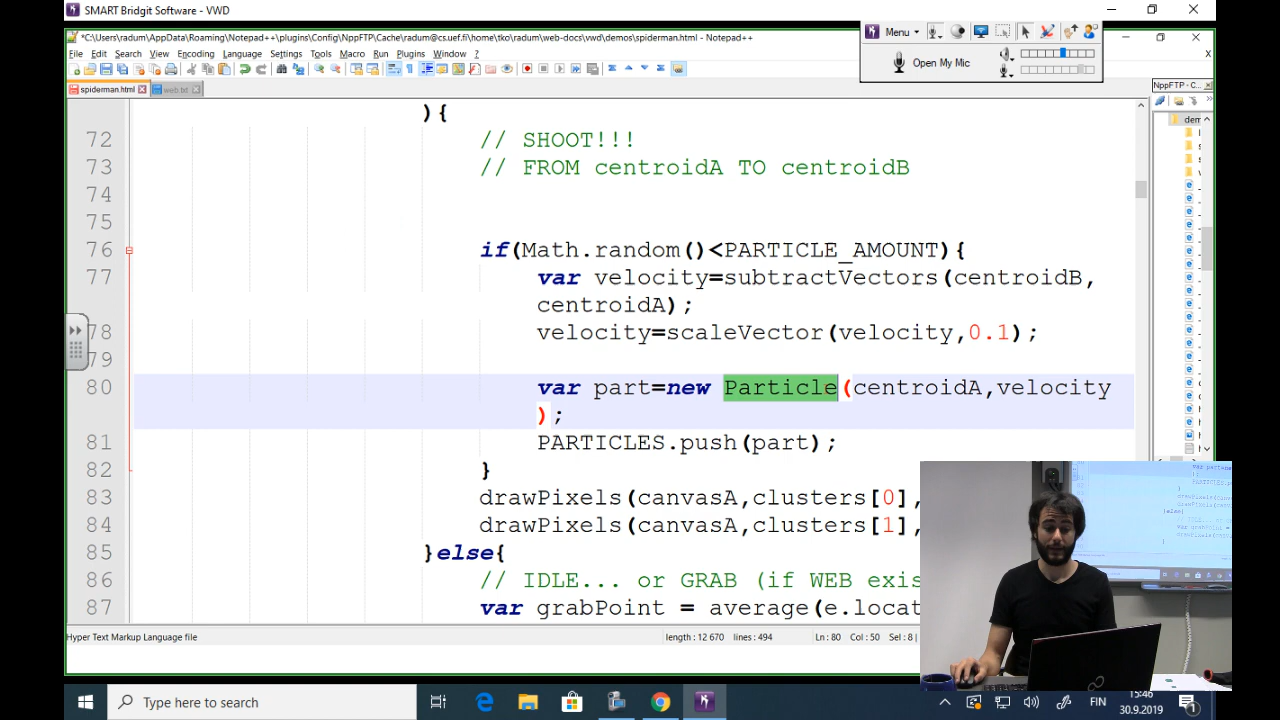 SMART Bridgit Software - VWD
*C:\Users\radum\AppData\Roaming\Notepad++\plugins\Config\NppFTP\Cache\radum@cs.uef.fi\home\tko\radum\web-docs\vwd\demos\spiderman.html - Notepad++
Menu
Open My Mic
File Edit Search View Encoding Language Settings Tools Macro Run Plugins Window ?
spiderman.html web.txt
NppFTP - C...
){
72 // SHOOT!!!
73 // FROM centroidA TO centroidB
74
75
76 if(Math.random()<PARTICLE_AMOUNT){
77 var velocity=subtractVectors(centroidB,
centroidA);
78 velocity=scaleVector(velocity,0.1);
79
80 var part=new Particle(centroidA,velocity
);
81 PARTICLES.push(part);
82 }
83 drawPixels(canvasA,clusters[0],
84 drawPixels(canvasA,clusters[1],
85 }else{
86 // IDLE... or GRAB (if WEB exis
87 var grabPoint = average(e.locat
dem
Hyper Text Markup Language file
length : 12 670 lines : 494
Ln : 80 Col : 50 Sel : 8 |
Type here to search
FIN
15:46
30.9.2019
1